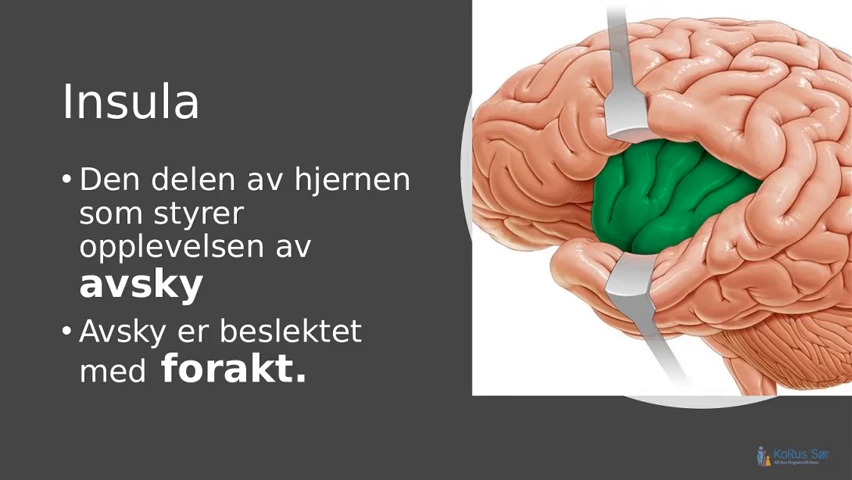 Insula
• Den delen av hjernen
som styrer
opplevelsen av
avsky
• Avsky er beslektet
med forakt.
KoRus Sør